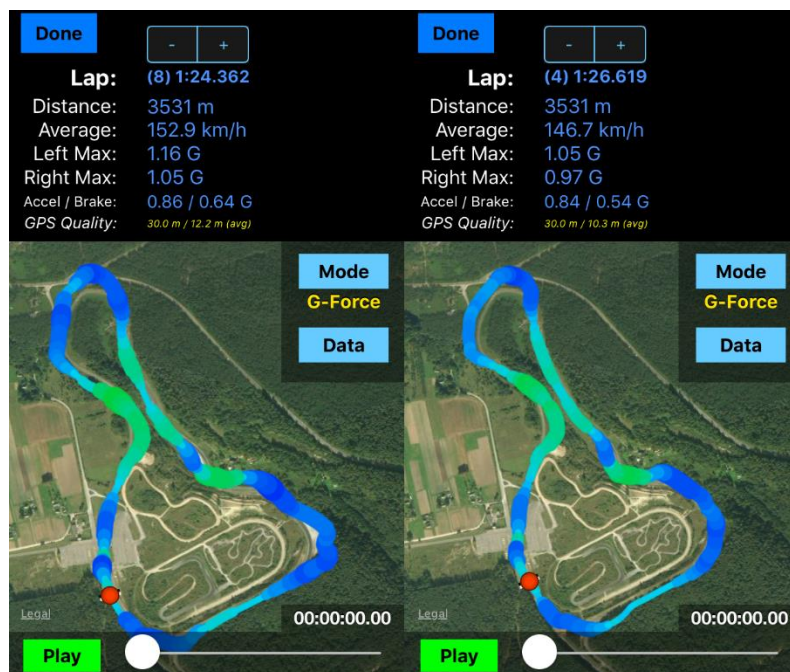 Done
- +
Lap: (8) 1:24.362
Distance: 3531 m
Average: 152.9 km/h
Left Max: 1.16 G
Right Max: 1.05 G
Accel / Brake: 0.86 / 0.64 G
GPS Quality: 30.0 m / 12.2 m (avg)
Mode
G-Force
Data
Legal
00:00:00.00
Play
Done
- +
Lap: (4) 1:26.619
Distance: 3531 m
Average: 146.7 km/h
Left Max: 1.05 G
Right Max: 0.97 G
Accel / Brake: 0.84 / 0.54 G
GPS Quality: 30.0 m / 10.3 m (avg)
Mode
G-Force
Data
Legal
00:00:00.00
Play